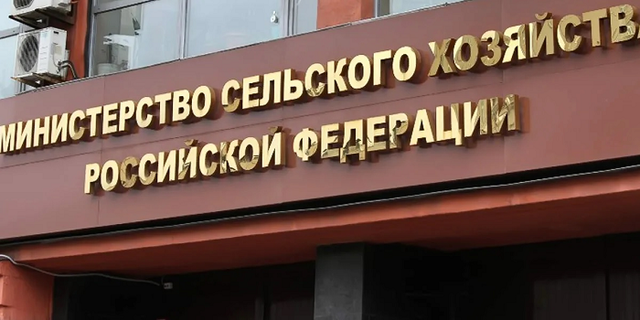 МИНИСТЕРСТВО СЕЛЬСКОГО ХОЗЯЙСТВА
РОССИЙСКОЙ ФЕДЕРАЦИИ